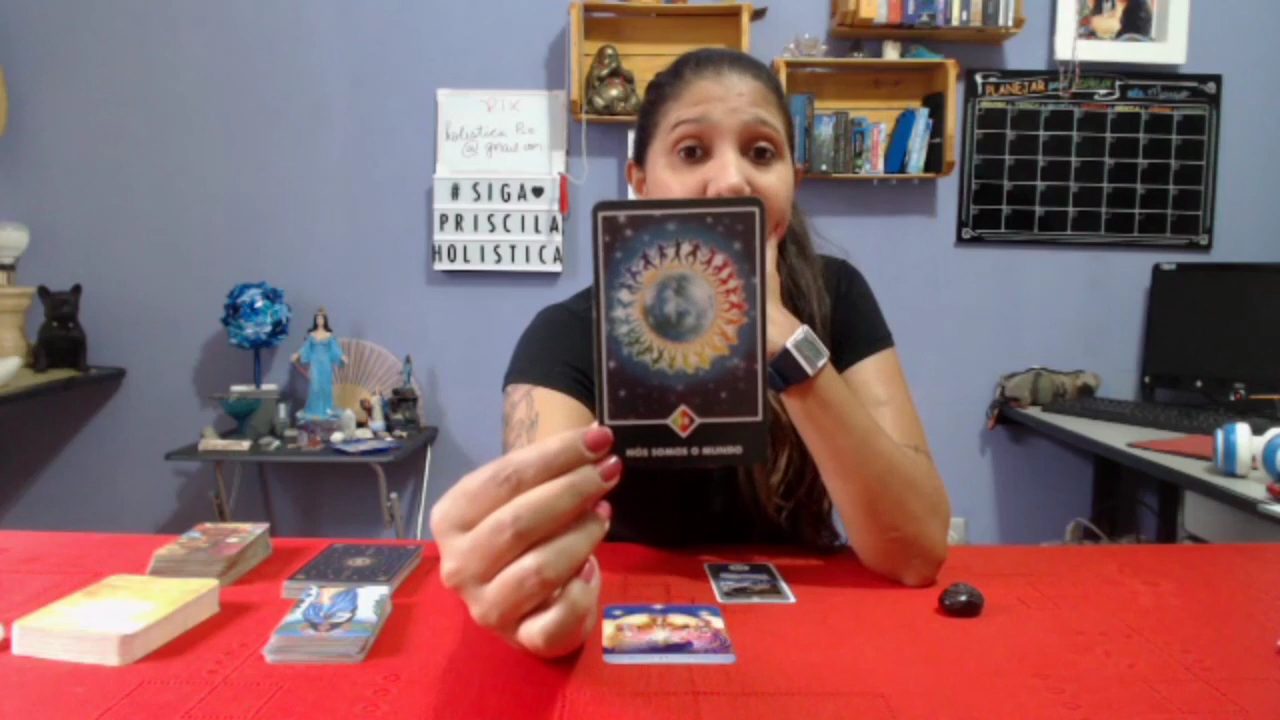 PIX
holistica Pri
@gmail.com
# SIGA♥
PRISCILA
HOLISTICA
PLANEJAR
NÓS SOMOS O MUNDO